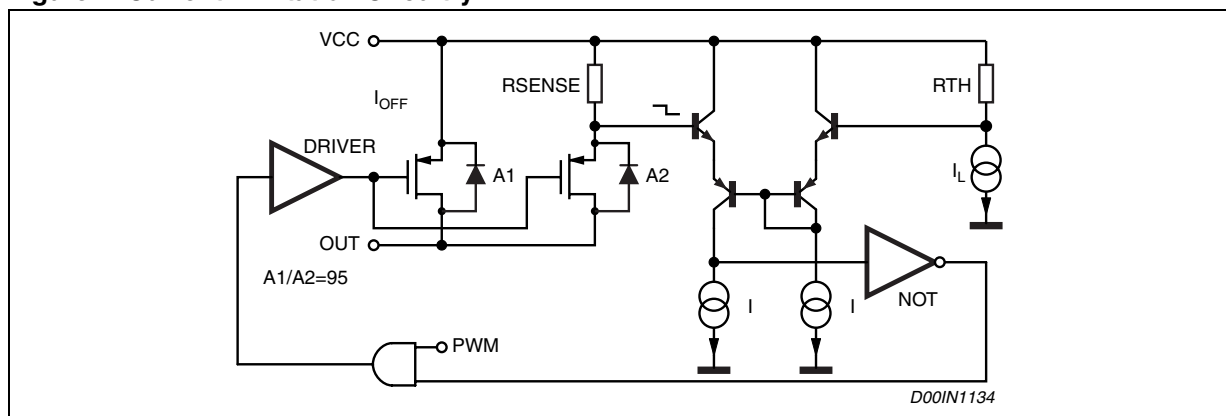 VCC
RSENSE
RTH
IOFF
DRIVER
A1
A2
IL
OUT
A1/A2=95
I
I
NOT
PWM
D00IN1134